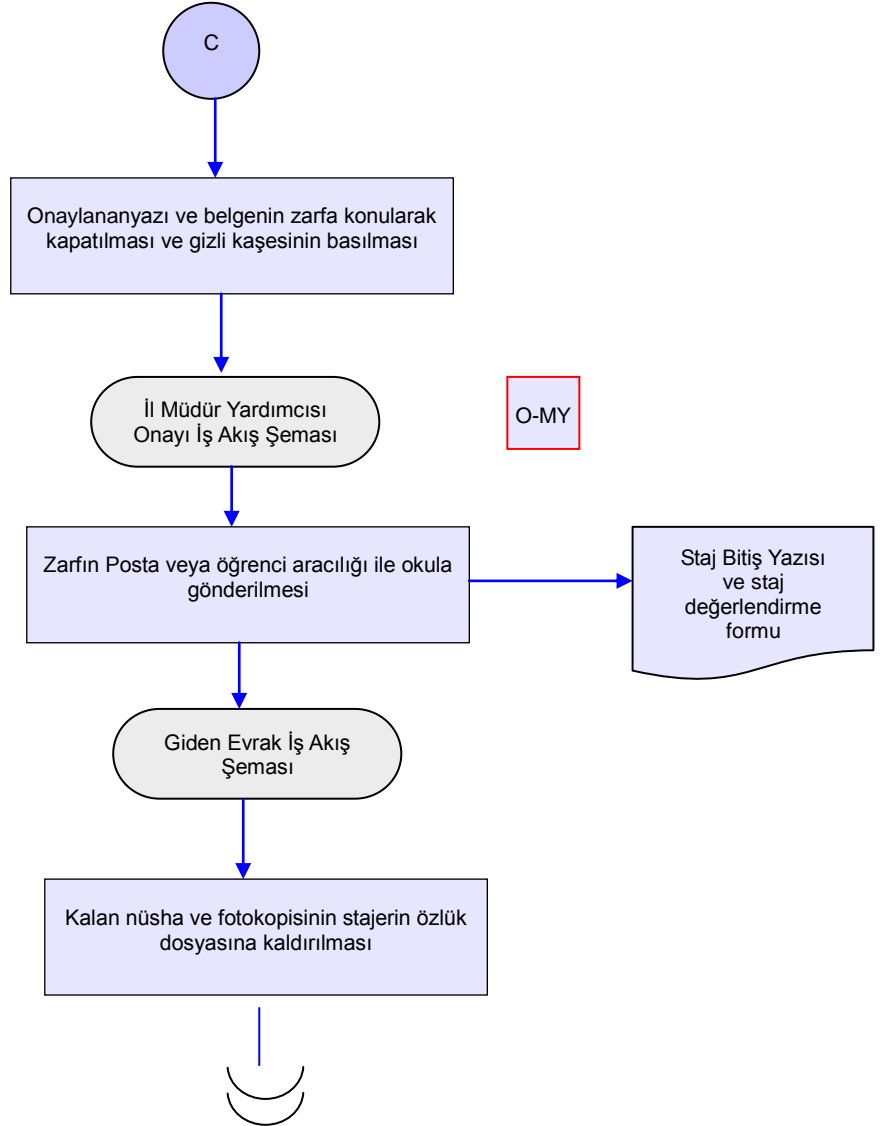 C
Onaylananyazı ve belgenin zarfa konularak
kapatılması ve gizli kaşesinin basılması
İl Müdür Yardımcısı
Onayı İş Akış Şeması
O-MY
Zarfın Posta veya öğrenci aracılığı ile okula
gönderilmesi
Staj Bitiş Yazısı
ve staj
değerlendirme
formu
Giden Evrak İş Akış
Şeması
Kalan nüsha ve fotokopisinin stajerin özlük
dosyasına kaldırılması